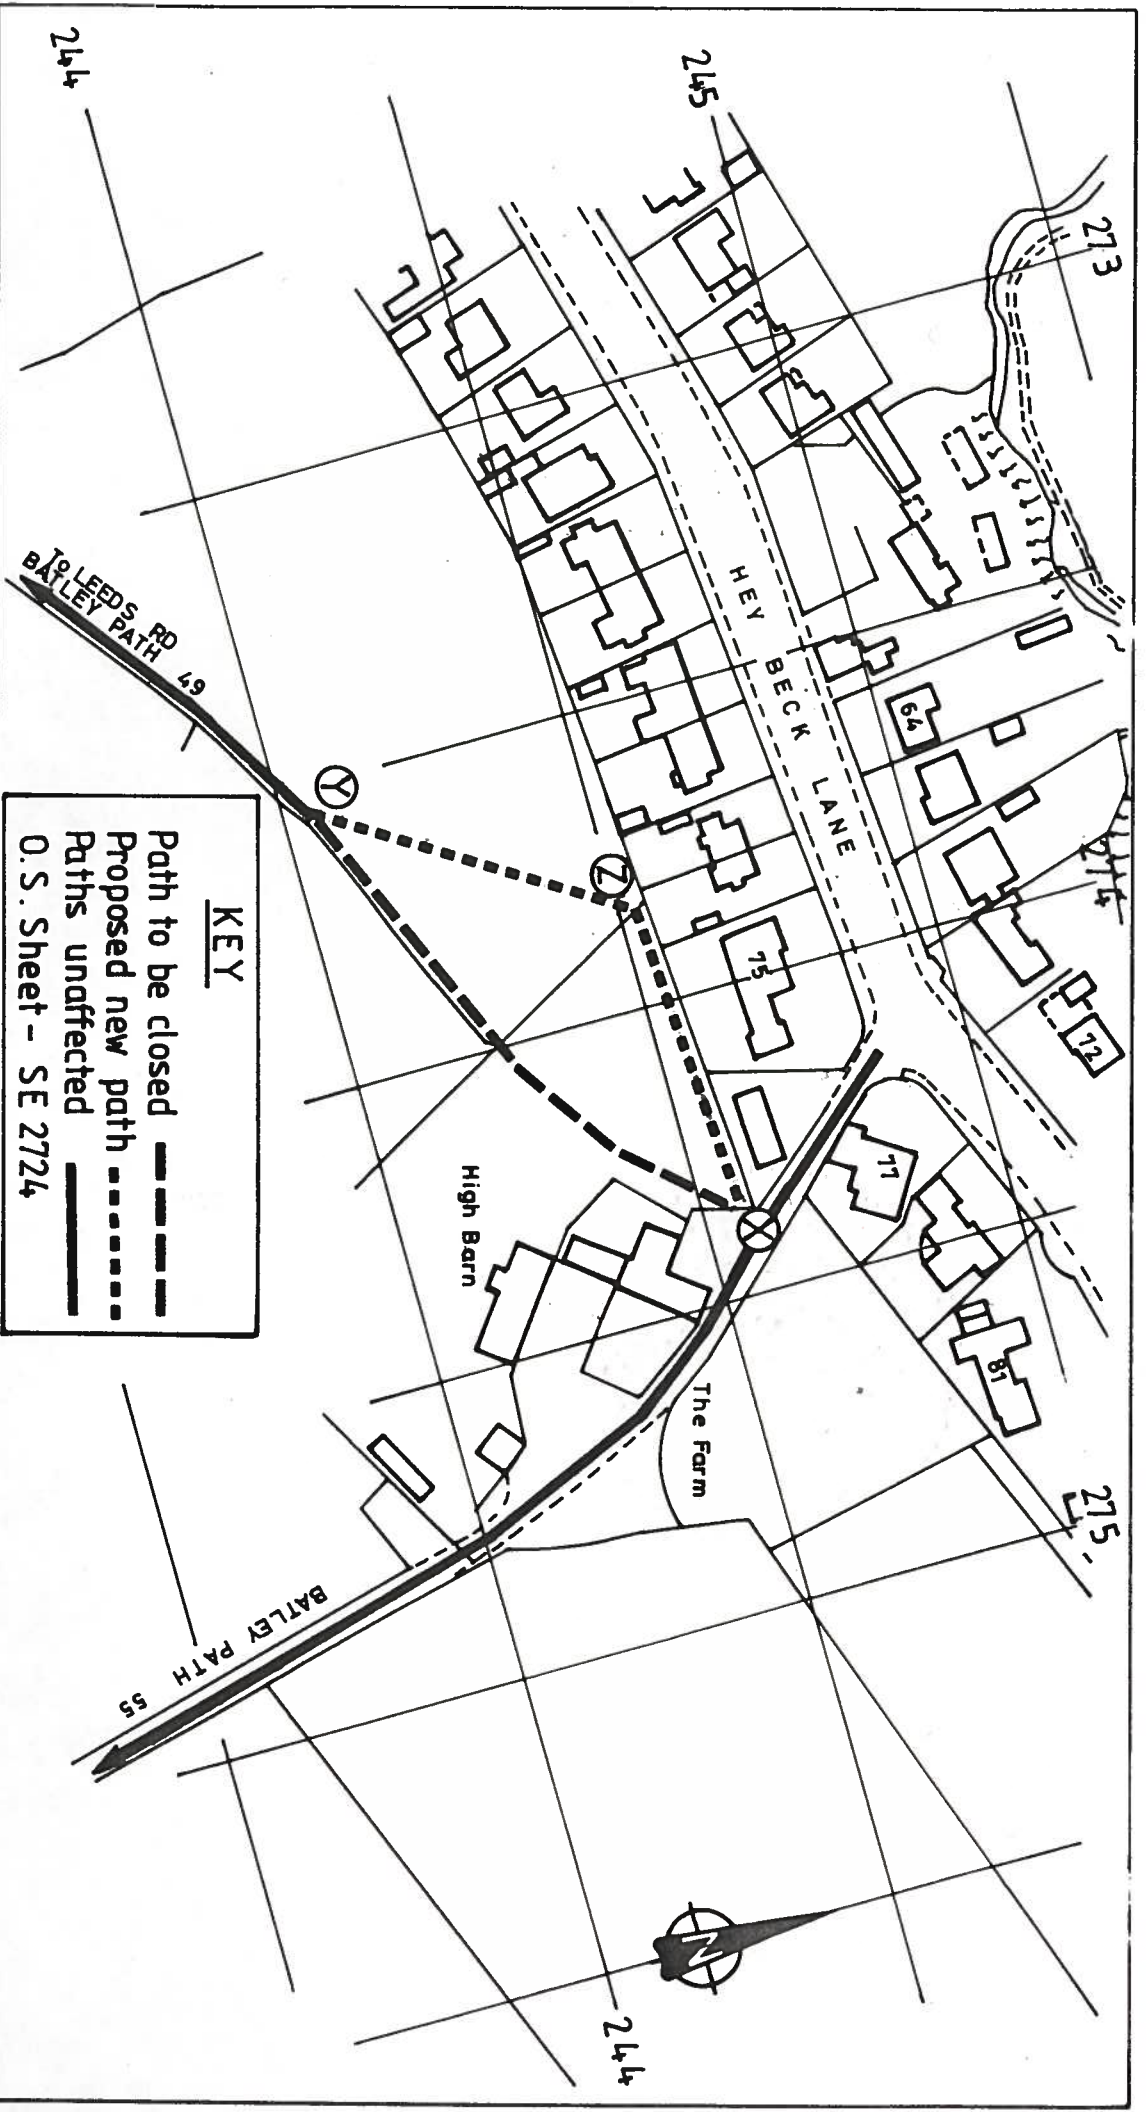 244
245
273
274
275
HEY BECK LANE
64
72
75
77
81
TO LEEDS RD
BATLEY PATH
49
Y
Z
X
High Barn
The Farm
BATLEY PATH 55
N
244
KEY
Path to be closed
Proposed new path
Paths unaffected
O.S. Sheet - SE 2724